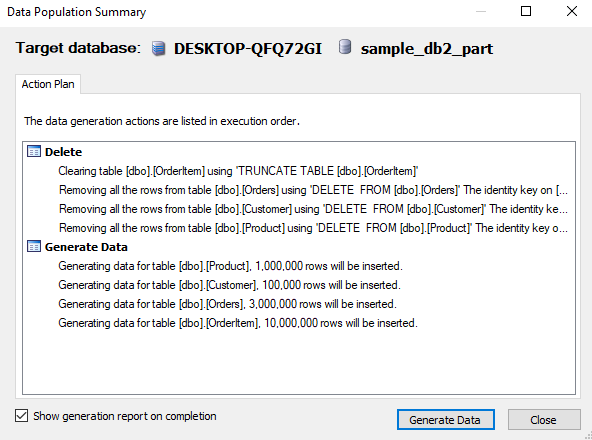 Data Population Summary
Target database: DESKTOP-QFQ72GI sample_db2_part
Action Plan
The data generation actions are listed in execution order.
Delete
Clearing table [dbo].[OrderItem] using 'TRUNCATE TABLE [dbo].[OrderItem]'
Removing all the rows from table [dbo].[Orders] using 'DELETE  FROM [dbo].[Orders]' The identity key on [...
Removing all the rows from table [dbo].[Customer] using 'DELETE  FROM [dbo].[Customer]' The identity ke...
Removing all the rows from table [dbo].[Product] using 'DELETE  FROM [dbo].[Product]' The identity key o...
Generate Data
Generating data for table [dbo].[Product], 1,000,000 rows will be inserted.
Generating data for table [dbo].[Customer], 100,000 rows will be inserted.
Generating data for table [dbo].[Orders], 3,000,000 rows will be inserted.
Generating data for table [dbo].[OrderItem], 10,000,000 rows will be inserted.
Show generation report on completion
Generate Data
Close